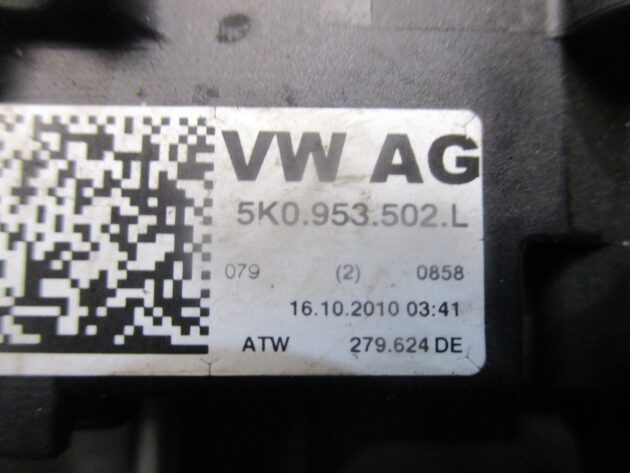 VW AG
5K0.953.502.L
079 (2) 0858
16.10.2010 03:41
ATW 279.624 DE